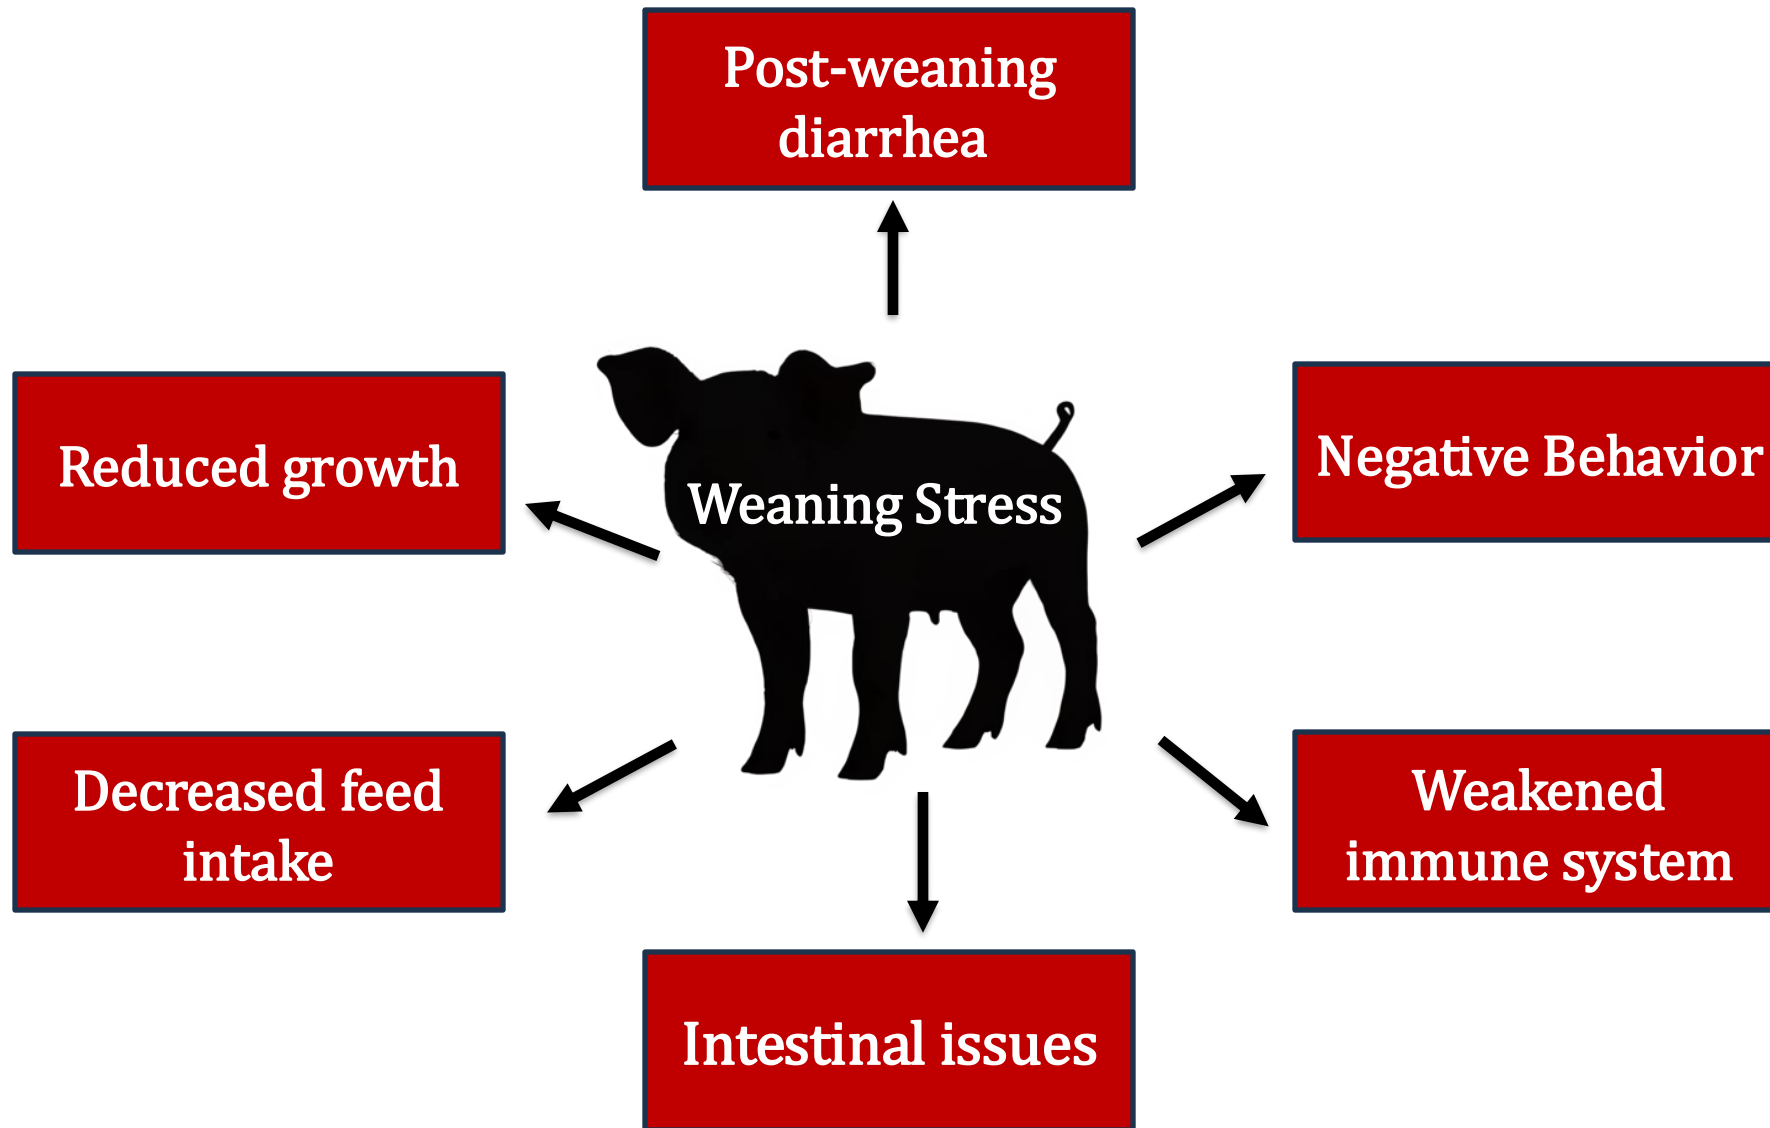 Post-weaning
diarrhea
Reduced growth
Weaning Stress
Negative Behavior
Decreased feed
intake
Weakened
immune system
Intestinal issues